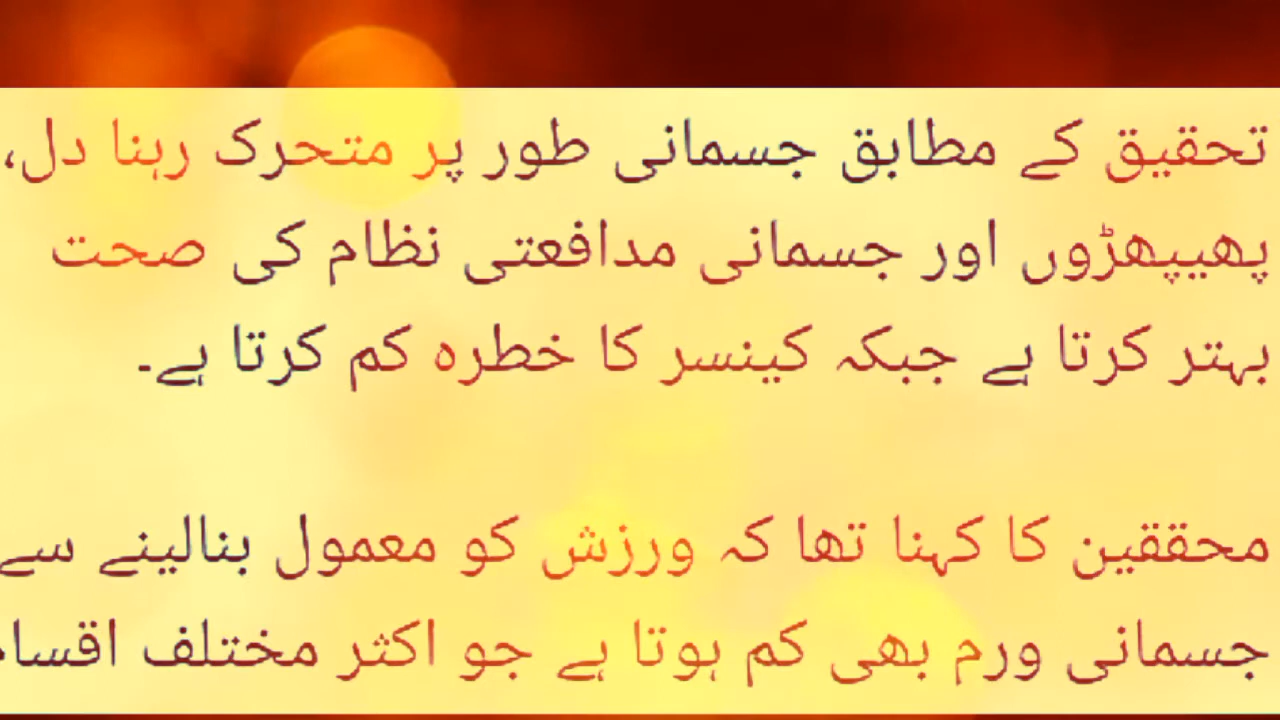 تحقیق کے مطابق جسمانی طور پر متحرک رہنا دل،
پھیپھڑوں اور جسمانی مدافعتی نظام کی صحت
بہتر کرتا ہے جبکہ کینسر کا خطرہ کم کرتا ہے۔
محققین کا کہنا تھا کہ ورزش کو معمول بنالینے سے
جسمانی ورم بھی کم ہوتا ہے جو اکثر مختلف